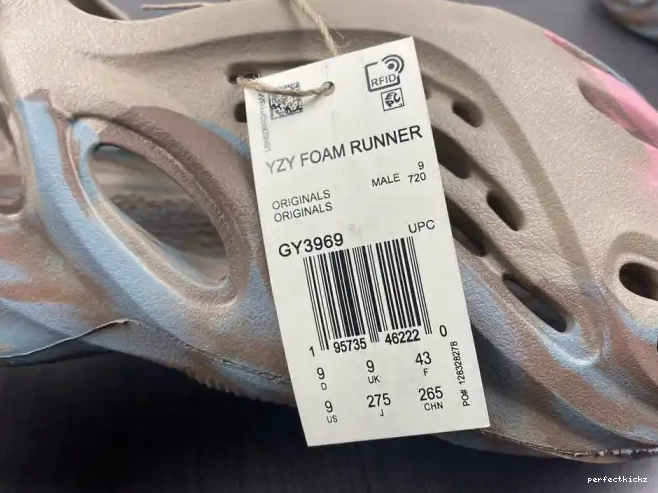 RFID
EPC
YZY FOAM RUNNER
ORIGINALS
ORIGINALS
MALE 9
720
GY3969
UPC
1 95735 46222 0
9 9 43
D UK F
9 275 265
US J CHN
PO# 128328278
perfectkickz